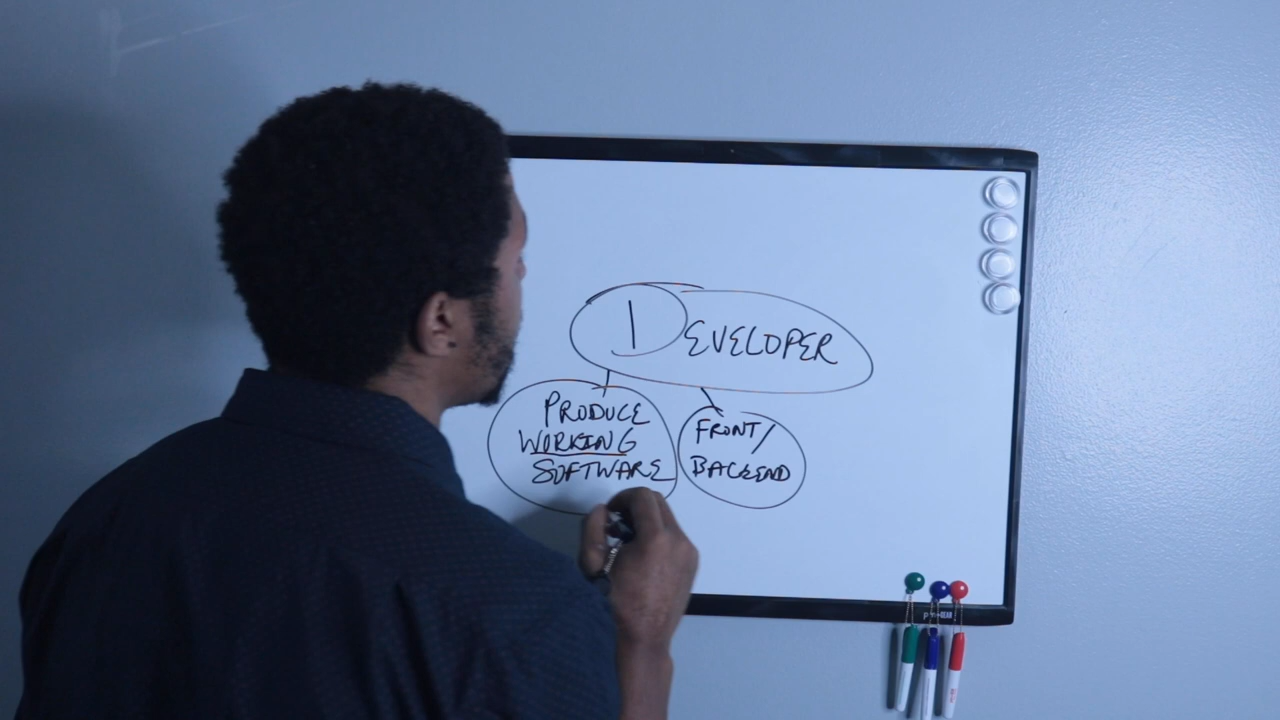 DEVELOPER
PRODUCE
WORKING
SOFTWARE
FRONT/
BACKEND